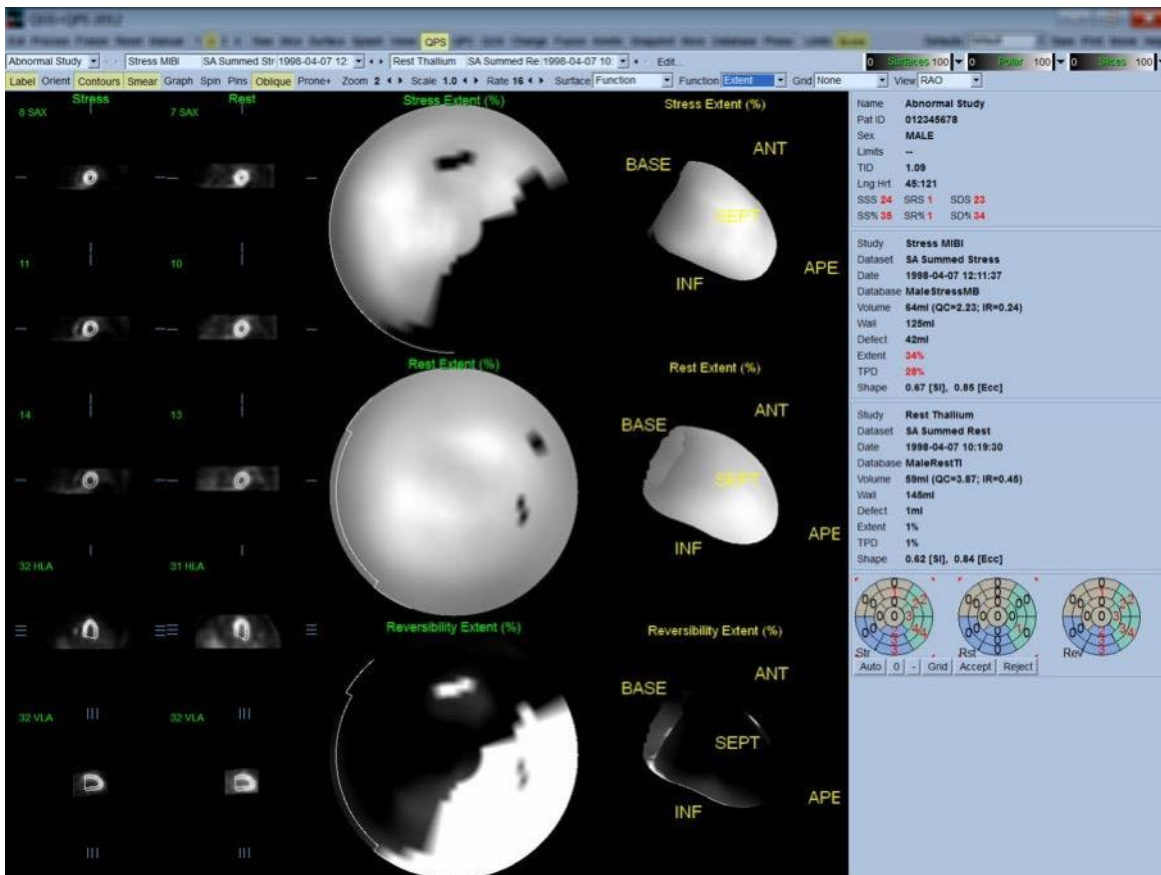 QGS+QPS 2012
QPS
Abnormal Study Stress MIBI SA Summed Str 1998-04-07 12: Rest Thallium SA Summed Re 1998-04-07 10: Edit...
0 Surfaces 100 0 Polar 100 0 Slices 100
Label Orient Contours Smear Graph Spin Pins Oblique Prone+ Zoom 2 Scale 1.0 Rate 16 Surface Function Function Extent Grid None View RAO
Stress Rest
8 SAX 7 SAX
11 10
14 13
32 HLA 31 HLA
32 VLA 32 VLA
Stress Extent (%)
Stress Extent (%)
ANT
BASE
SEPT
APE
INF
Rest Extent (%)
Rest Extent (%)
ANT
BASE
SEPT
APE
INF
Reversibility Extent (%)
Reversibility Extent (%)
ANT
BASE
SEPT
APE
INF
Name Abnormal Study
Pat ID 012345678
Sex MALE
Limits --
TID 1.09
Lng:Hrt 45:121
SSS 24 SRS 1 SDS 23
SS% 35 SR% 1 SD% 34
Study Stress MIBI
Dataset SA Summed Stress
Date 1998-04-07 12:11:37
Database MaleStressMB
Volume 64ml (QC=2.23; IR=0.24)
Wall 125ml
Defect 42ml
Extent 34%
TPD 28%
Shape 0.67 [SI], 0.85 [Ecc]
Study Rest Thallium
Dataset SA Summed Rest
Date 1998-04-07 10:19:30
Database MaleRestTl
Volume 59ml (QC=3.87; IR=0.45)
Wall 145ml
Defect 1ml
Extent 1%
TPD 1%
Shape 0.62 [SI], 0.84 [Ecc]
Str Rst Rev
Auto 0 - Grid Accept Reject